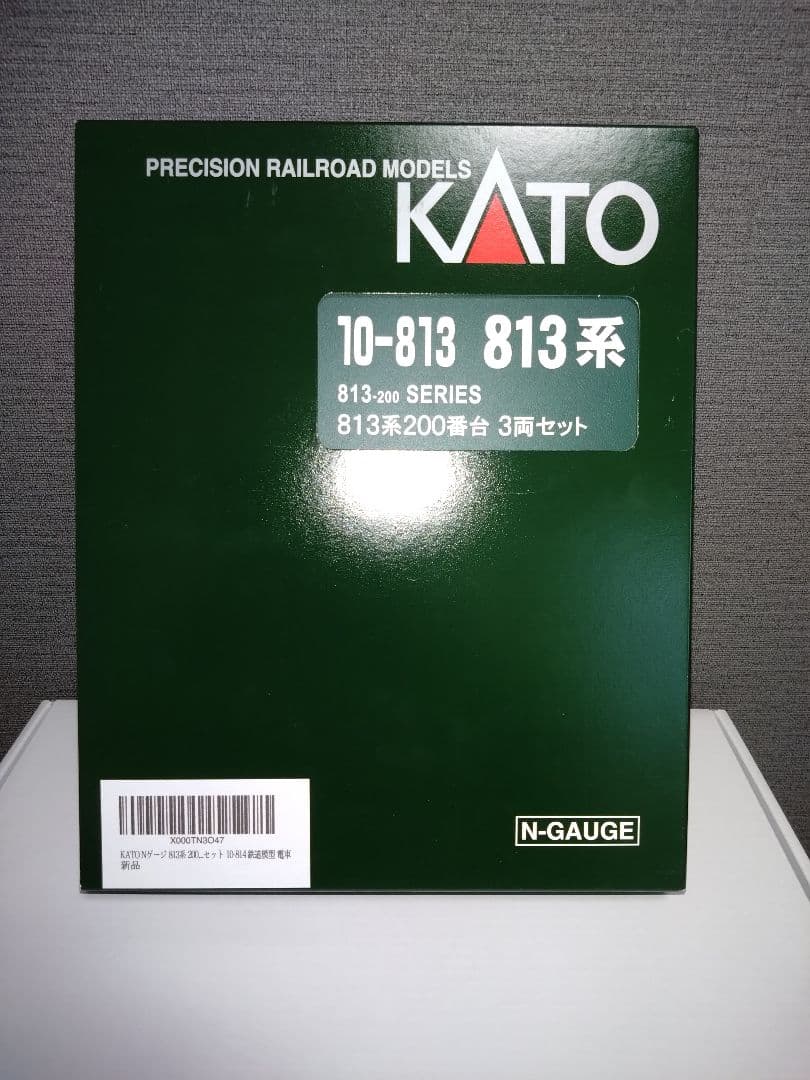 PRECISION RAILROAD MODELS
KATO
10-813 813系
813-200 SERIES
813系200番台 3両セット
N-GAUGE
X000TN3O47
KATO Nゲージ 813系 200...セット 10-814 鉄道模型 電車
新品